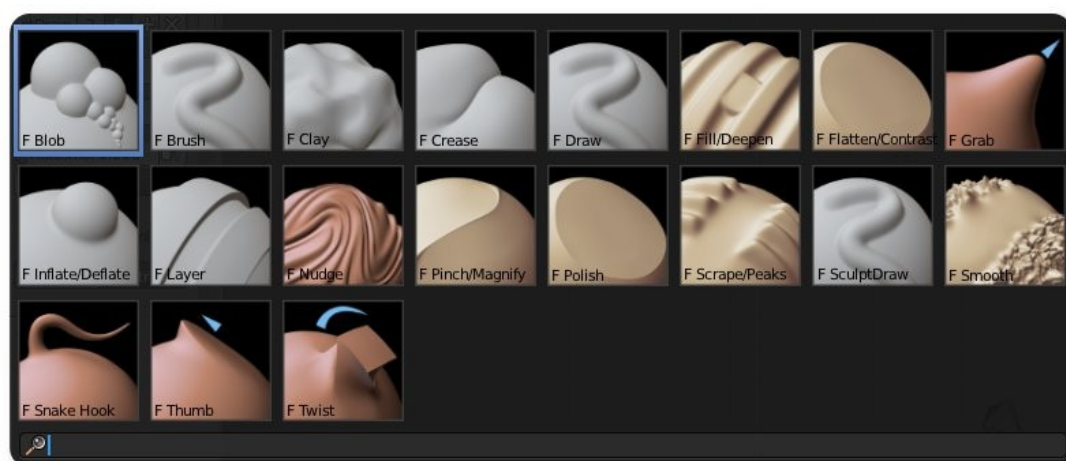 F Blob
F Brush
F Clay
F Crease
F Draw
F Fill/Deepen
F Flatten/Contrast
F Grab
F Inflate/Deflate
F Layer
F Nudge
F Pinch/Magnify
F Polish
F Scrape/Peaks
F SculptDraw
F Smooth
F Snake Hook
F Thumb
F Twist